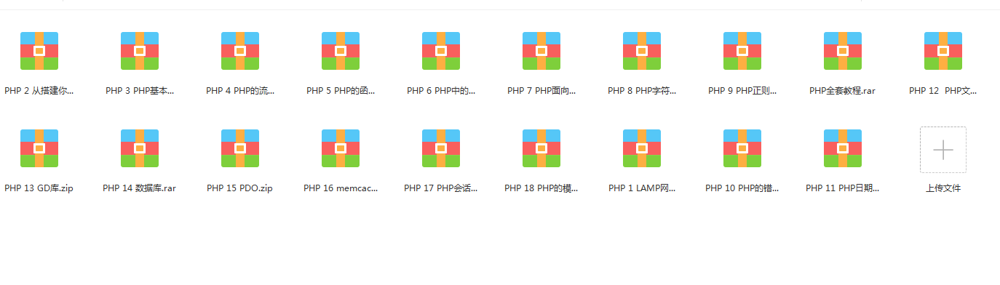 PHP 2 从搭建你...
PHP 3 PHP基本...
PHP 4 PHP的流...
PHP 5 PHP的函...
PHP 6 PHP中的...
PHP 7 PHP面向...
PHP 8 PHP字符...
PHP 9 PHP正则...
PHP全套教程.rar
PHP 12  PHP文...
PHP 13 GD库.zip
PHP 14 数据库.rar
PHP 15 PDO.zip
PHP 16 memcac...
PHP 17 PHP会话...
PHP 18 PHP的模...
PHP 1 LAMP网...
PHP 10 PHP的错...
PHP 11 PHP日期...
上传文件